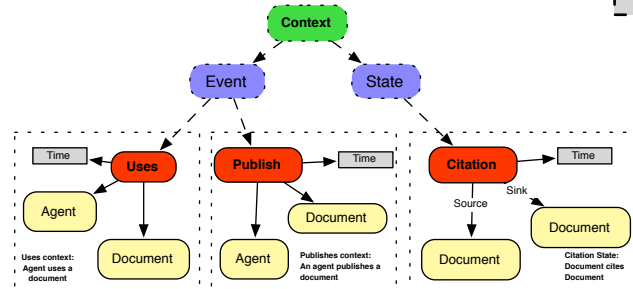 Context
Event
State
Time
Uses
Publish
Time
Citation
Time
Agent
Document
Agent
Document
Source
Sink
Document
Document
Uses context:
Agent uses a
document
Publishes context:
An agent publishes a
document
Citation State:
Document cites
Document